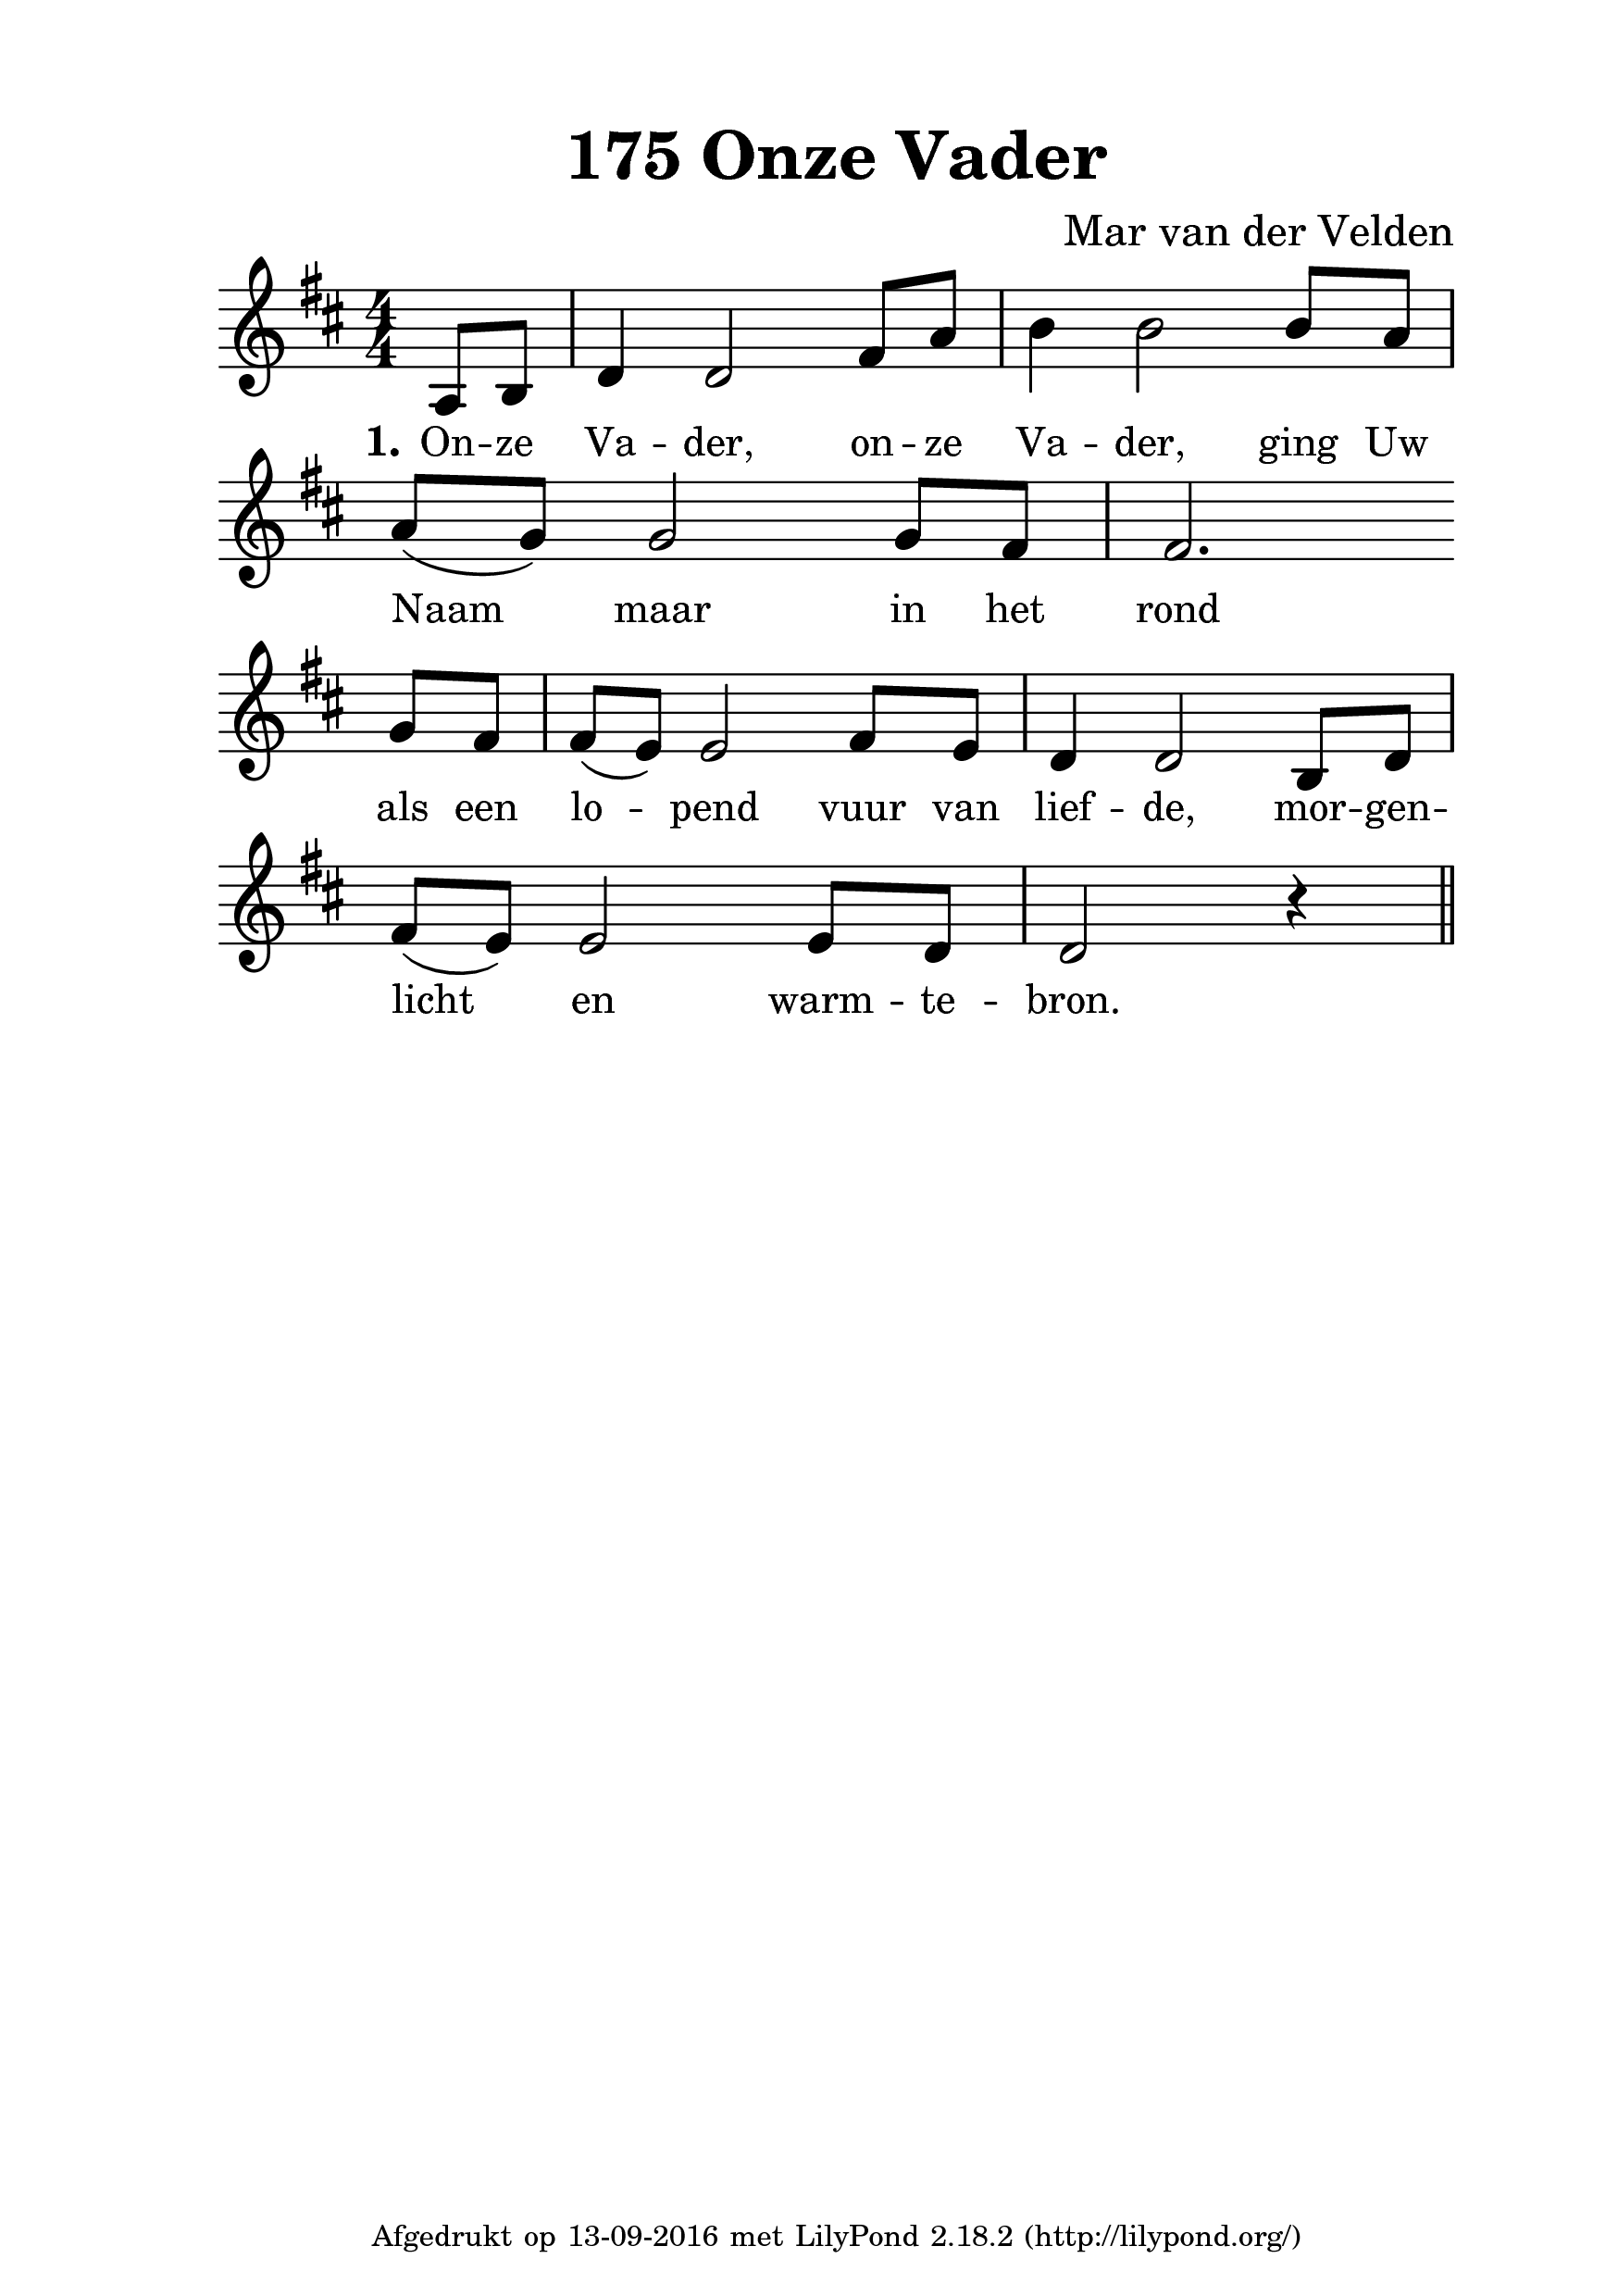 175 Onze Vader
Mar van der Velden
1. On -- ze Va -- der, on -- ze Va -- der, ging Uw
Naam maar in het rond
als een lo -- pend vuur van lief -- de, mor -- gen --
licht en warm -- te -- bron.
Afgedrukt op 13-09-2016 met LilyPond 2.18.2 (http://lilypond.org/)